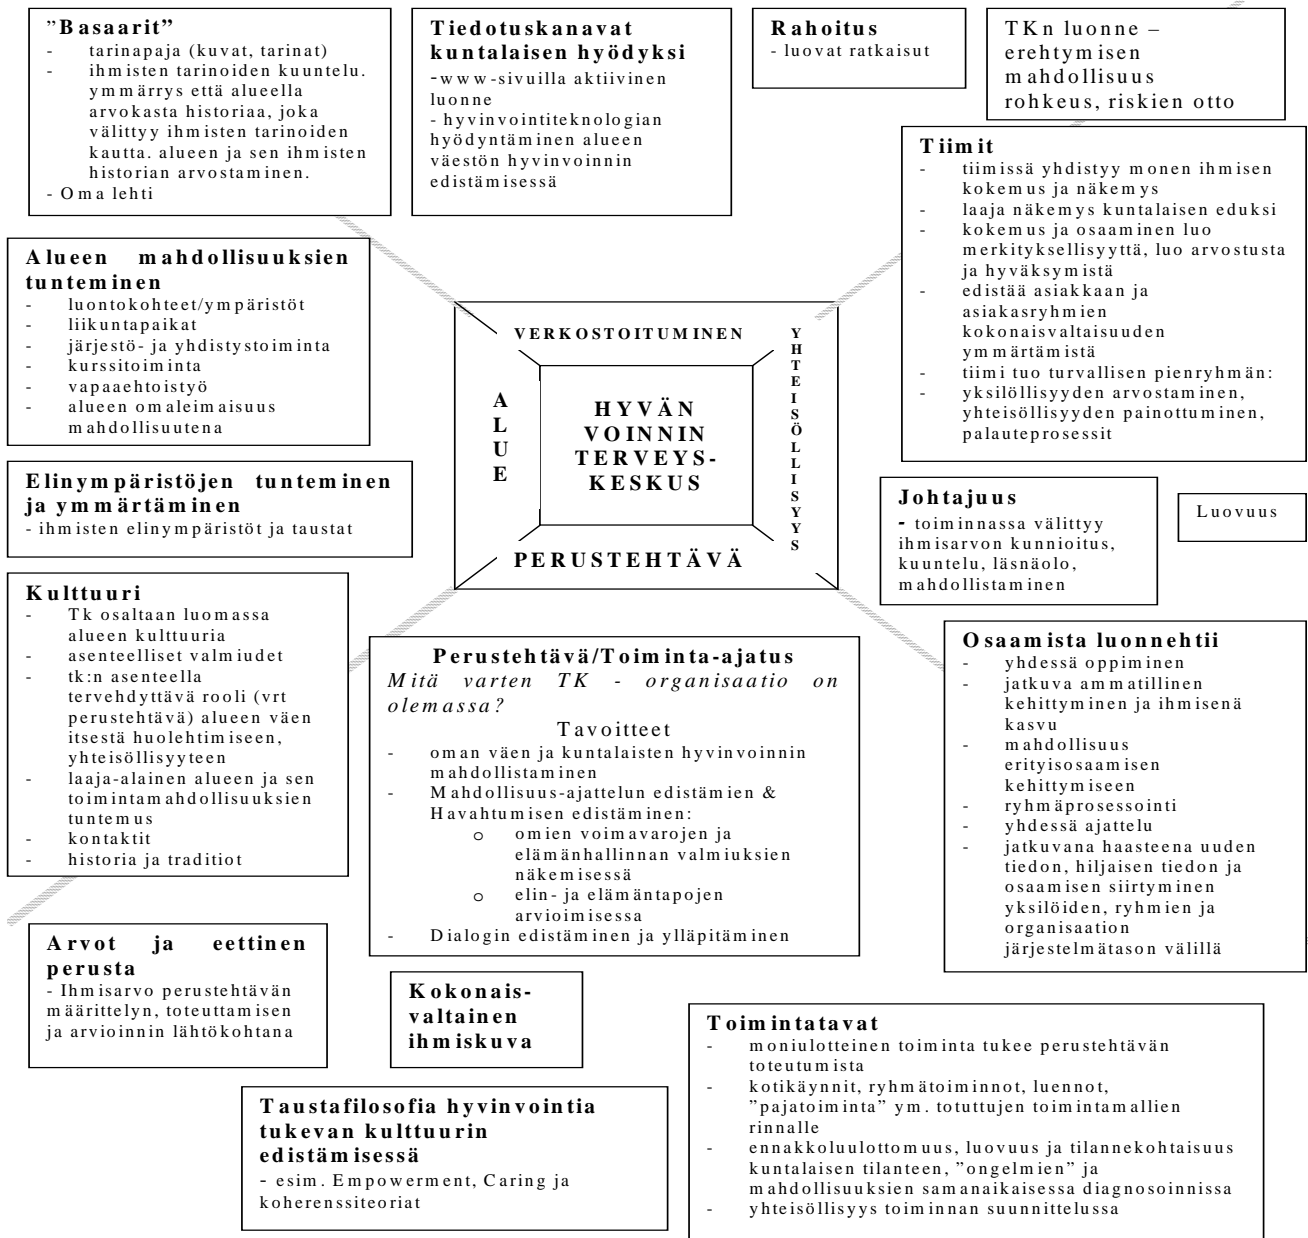 ”Basaarit”
- tarinapaja (kuvat, tarinat)
- ihmisten tarinoiden kuuntelu.
ymmärrys että alueella
arvokasta historiaa, joka
välittyy ihmisten tarinoiden
kautta. alueen ja sen ihmisten
historian arvostaminen.
- Oma lehti
Tiedotuskanavat
kuntalaisen hyödyksi
-www-sivuilla aktiivinen
luonne
- hyvinvointiteknologian
hyödyntäminen alueen
väestön hyvinvoinnin
edistämisessä
Rahoitus
- luovat ratkaisut
TKn luonne –
erehtymisen
mahdollisuus
rohkeus, riskien otto
Tiimit
- tiimissä yhdistyy monen ihmisen
kokemus ja näkemys
- laaja näkemys kuntalaisen eduksi
- kokemus ja osaaminen luo
merkityksellisyyttä, luo arvostusta
ja hyväksymistä
- edistää asiakkaan ja
asiakasryhmien
kokonaisvaltaisuuden
ymmärtämistä
- tiimi tuo turvallisen pienryhmän:
- yksilöllisyyden arvostaminen,
yhteisöllisyyden painottuminen,
palauteprosessit
Alueen mahdollisuuksien
tunteminen
- luontokohteet/ympäristöt
- liikuntapaikat
- järjestö- ja yhdistystoiminta
- kurssitoiminta
- vapaaehtoistyö
- alueen omaleimaisuus
mahdollisuutena
VERKOSTOITUMINEN
ALUE
HYVÄN
VOINNIN
TERVEYS-
KESKUS
YHTEISÖLLISYYS
PERUSTEHTÄVÄ
Elinympäristöjen tunteminen
ja ymmärtäminen
- ihmisten elinympäristöt ja taustat
Johtajuus
- toiminnassa välittyy
ihmisarvon kunnioitus,
kuuntelu, läsnäolo,
mahdollistaminen
Luovuus
Kulttuuri
- Tk osaltaan luomassa
alueen kulttuuria
- asenteelliset valmiudet
- tk:n asenteella
tervehdyttävä rooli (vrt
perustehtävä) alueen väen
itsestä huolehtimiseen,
yhteisöllisyyteen
- laaja-alainen alueen ja sen
toimintamahdollisuuksien
tuntemus
- kontaktit
- historia ja traditiot
Perustehtävä/Toiminta-ajatus
Mitä varten TK - organisaatio on
olemassa?
Tavoitteet
- oman väen ja kuntalaisten hyvinvoinnin
mahdollistaminen
- Mahdollisuus-ajattelun edistämien &
Havahtumisen edistäminen:
o omien voimavarojen ja
elämänhallinnan valmiuksien
näkemisessä
o elin- ja elämäntapojen
arvioimisessa
- Dialogin edistäminen ja ylläpitäminen
Osaamista luonnehtii
- yhdessä oppiminen
- jatkuva ammatillinen
kehittyminen ja ihmisenä
kasvu
- mahdollisuus
erityisosaamisen
kehittymiseen
- ryhmäprosessointi
- yhdessä ajattelu
- jatkuvana haasteena uuden
tiedon, hiljaisen tiedon ja
osaamisen siirtyminen
yksilöiden, ryhmien ja
organisaation
järjestelmätason välillä
Arvot ja eettinen
perusta
- Ihmisarvo perustehtävän
määrittelyn, toteuttamisen
ja arvioinnin lähtökohtana
Kokonais-
valtainen
ihmiskuva
Toimintatavat
- moniulotteinen toiminta tukee perustehtävän
toteutumista
- kotikäynnit, ryhmätoiminnot, luennot,
”pajatoiminta” ym. totuttujen toimintamallien
rinnalle
- ennakkoluulottomuus, luovuus ja tilannekohtaisuus
kuntalaisen tilanteen, ”ongelmien” ja
mahdollisuuksien samanaikaisessa diagnosoinnissa
- yhteisöllisyys toiminnan suunnittelussa
Taustafilosofia hyvinvointia
tukevan kulttuurin
edistämisessä
- esim. Empowerment, Caring ja
koherenssiteoriat